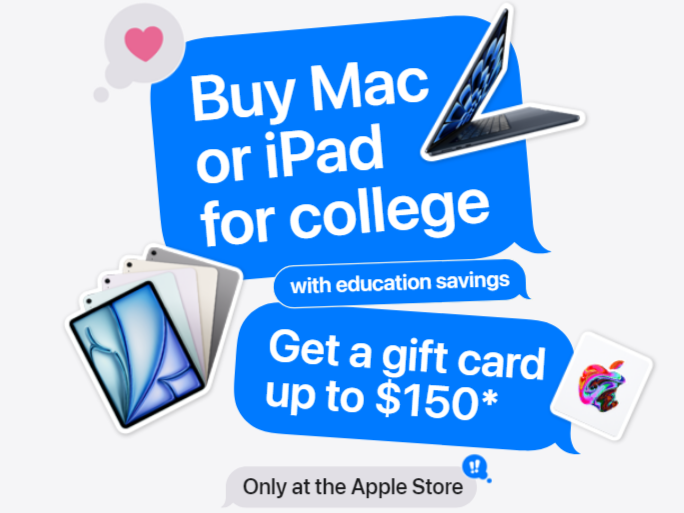 Buy Mac
or iPad
for college
with education savings
Get a gift card
up to $150*
!!
Only at the Apple Store